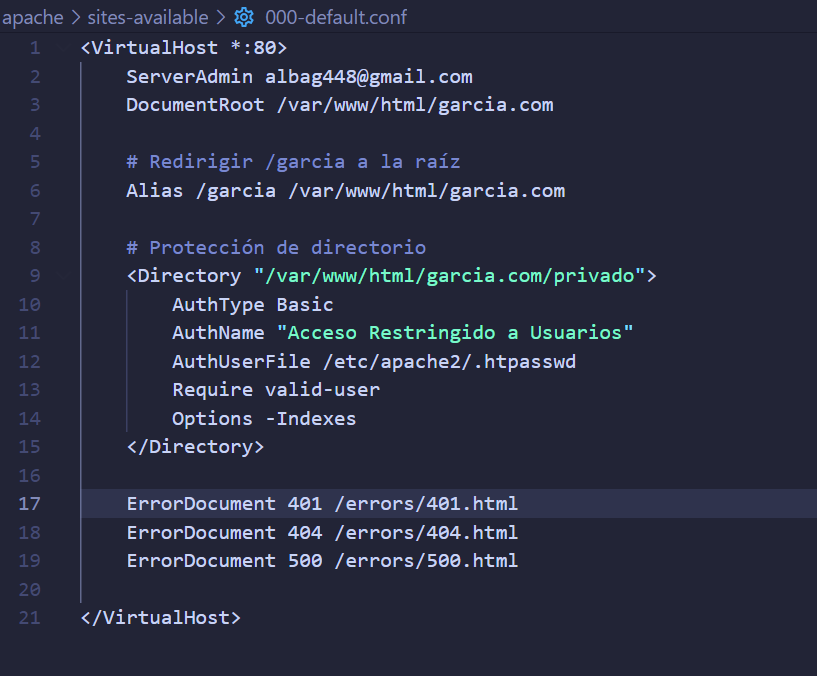 apache > sites-available > 000-default.conf
1 <VirtualHost *:80>
2 ServerAdmin albag448@gmail.com
3 DocumentRoot /var/www/html/garcia.com
4
5 # Redirigir /garcia a la raíz
6 Alias /garcia /var/www/html/garcia.com
7
8 # Protección de directorio
9 <Directory "/var/www/html/garcia.com/privado">
10 AuthType Basic
11 AuthName "Acceso Restringido a Usuarios"
12 AuthUserFile /etc/apache2/.htpasswd
13 Require valid-user
14 Options -Indexes
15 </Directory>
16
17 ErrorDocument 401 /errors/401.html
18 ErrorDocument 404 /errors/404.html
19 ErrorDocument 500 /errors/500.html
20
21 </VirtualHost>